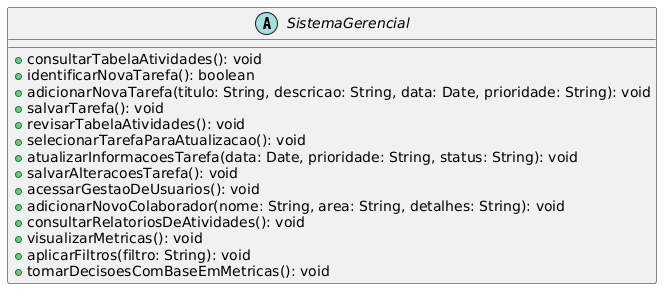 A SistemaGerencial
consultarTabelaAtividades(): void
identificarNovaTarefa(): boolean
adicionarNovaTarefa(titulo: String, descricao: String, data: Date, prioridade: String): void
salvarTarefa(): void
revisarTabelaAtividades(): void
selecionarTarefaParaAtualizacao(): void
atualizarInformacoesTarefa(data: Date, prioridade: String, status: String): void
salvarAlteracoesTarefa(): void
acessarGestaoDeUsuarios(): void
adicionarNovoColaborador(nome: String, area: String, detalhes: String): void
consultarRelatoriosDeAtividades(): void
visualizarMetricas(): void
aplicarFiltros(filtro: String): void
tomarDecisoesComBaseEmMetricas(): void